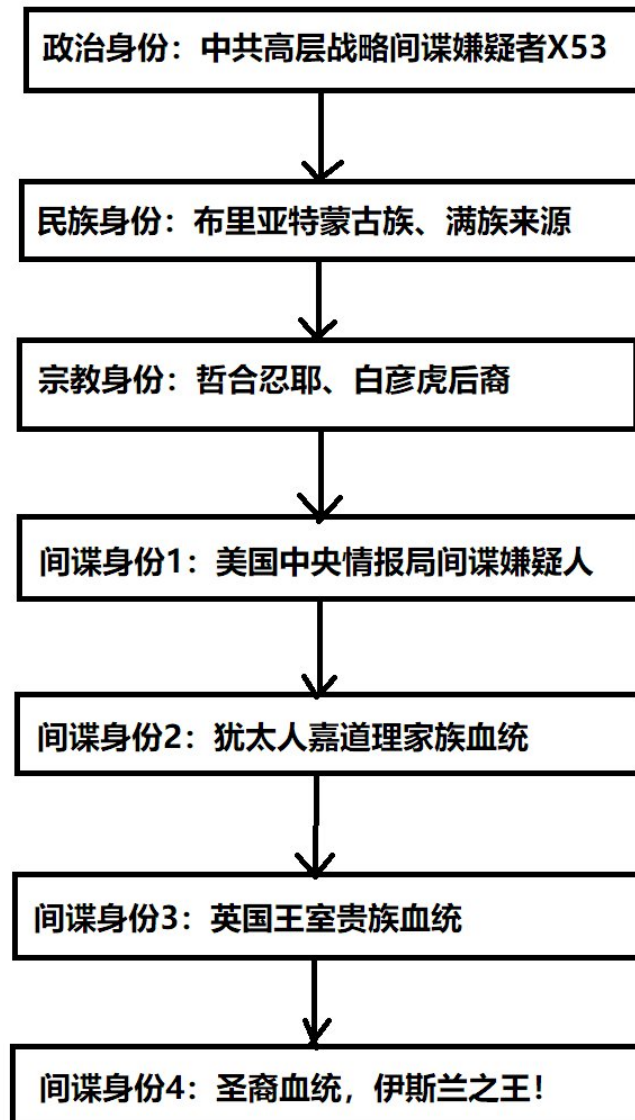 政治身份：中共高层战略间谍嫌疑者X53
民族身份：布里亚特蒙古族、满族来源
宗教身份：哲合忍耶、白彦虎后裔
间谍身份1：美国中央情报局间谍嫌疑人
间谍身份2：犹太人嘉道理家族血统
间谍身份3：英国王室贵族血统
间谍身份4：圣裔血统，伊斯兰之王！